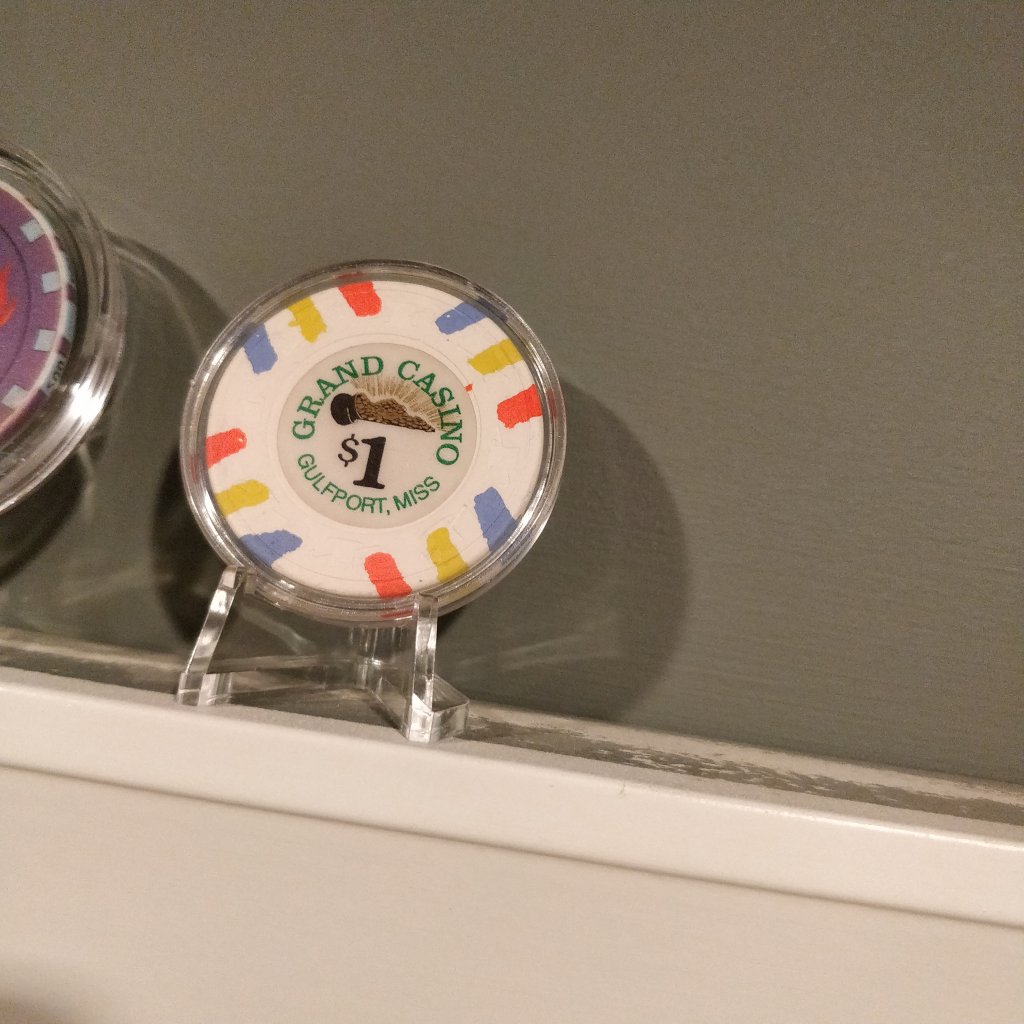 GRAND CASINO
$1
GULFPORT, MISS